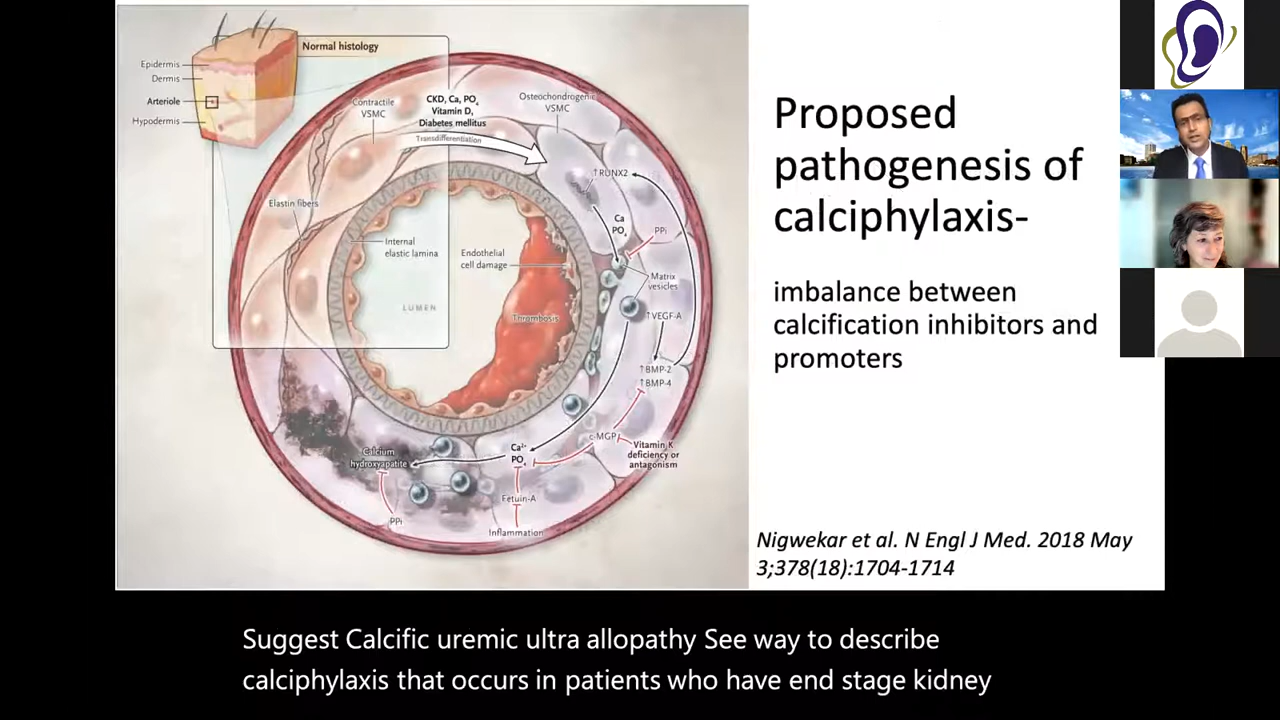 Normal histology
Epidermis
Dermis
Arteriole
Hypodermis
Contractile
VSMC
CKD, Ca, PO4
Vitamin D,
Diabetes mellitus
Transdifferentiation
Osteochondrogenic
VSMC
↑RUNX2
Elastin fibers
Ca
PO4
PPi
Internal
elastic lamina
Endothelial
cell damage
Matrix
vesicles
LUMEN
Thrombosis
↑VEGF-A
↑BMP-2
↑BMP-4
c-MGP
Vitamin K
deficiency or
antagonism
Calcium
hydroxyapatite
Ca2+
PO4
Fetuin-A
PPi
Inflammation
Proposed
pathogenesis of
calciphylaxis-
imbalance between
calcification inhibitors and
promoters
Nigwekar et al. N Engl J Med. 2018 May
3;378(18):1704-1714
Suggest Calcific uremic ultra allopathy See way to describe
calciphylaxis that occurs in patients who have end stage kidney